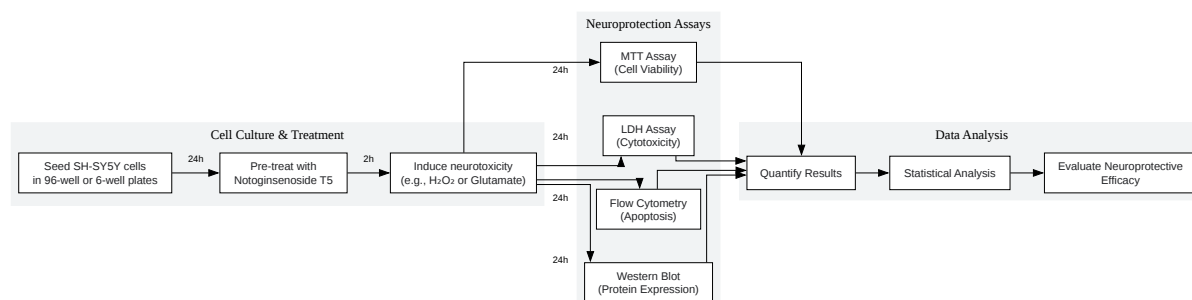 Neuroprotection Assays
MTT Assay
(Cell Viability)
24h
24h
LDH Assay
(Cytotoxicity)
Cell Culture & Treatment
Data Analysis
Seed SH-SY5Y cells
in 96-well or 6-well plates
24h
Pre-treat with
Notoginsenoside T5
2h
Induce neurotoxicity
(e.g., H₂O₂ or Glutamate)
Quantify Results
Statistical Analysis
Evaluate Neuroprotective
Efficacy
24h
Flow Cytometry
(Apoptosis)
24h
Western Blot
(Protein Expression)